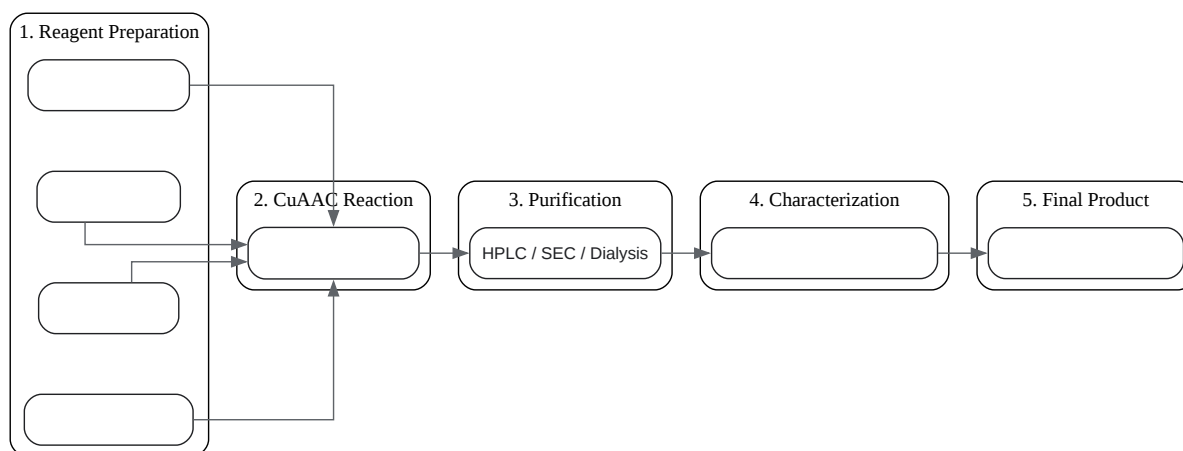 1. Reagent Preparation
2. CuAAC Reaction
3. Purification
HPLC / SEC / Dialysis
4. Characterization
5. Final Product